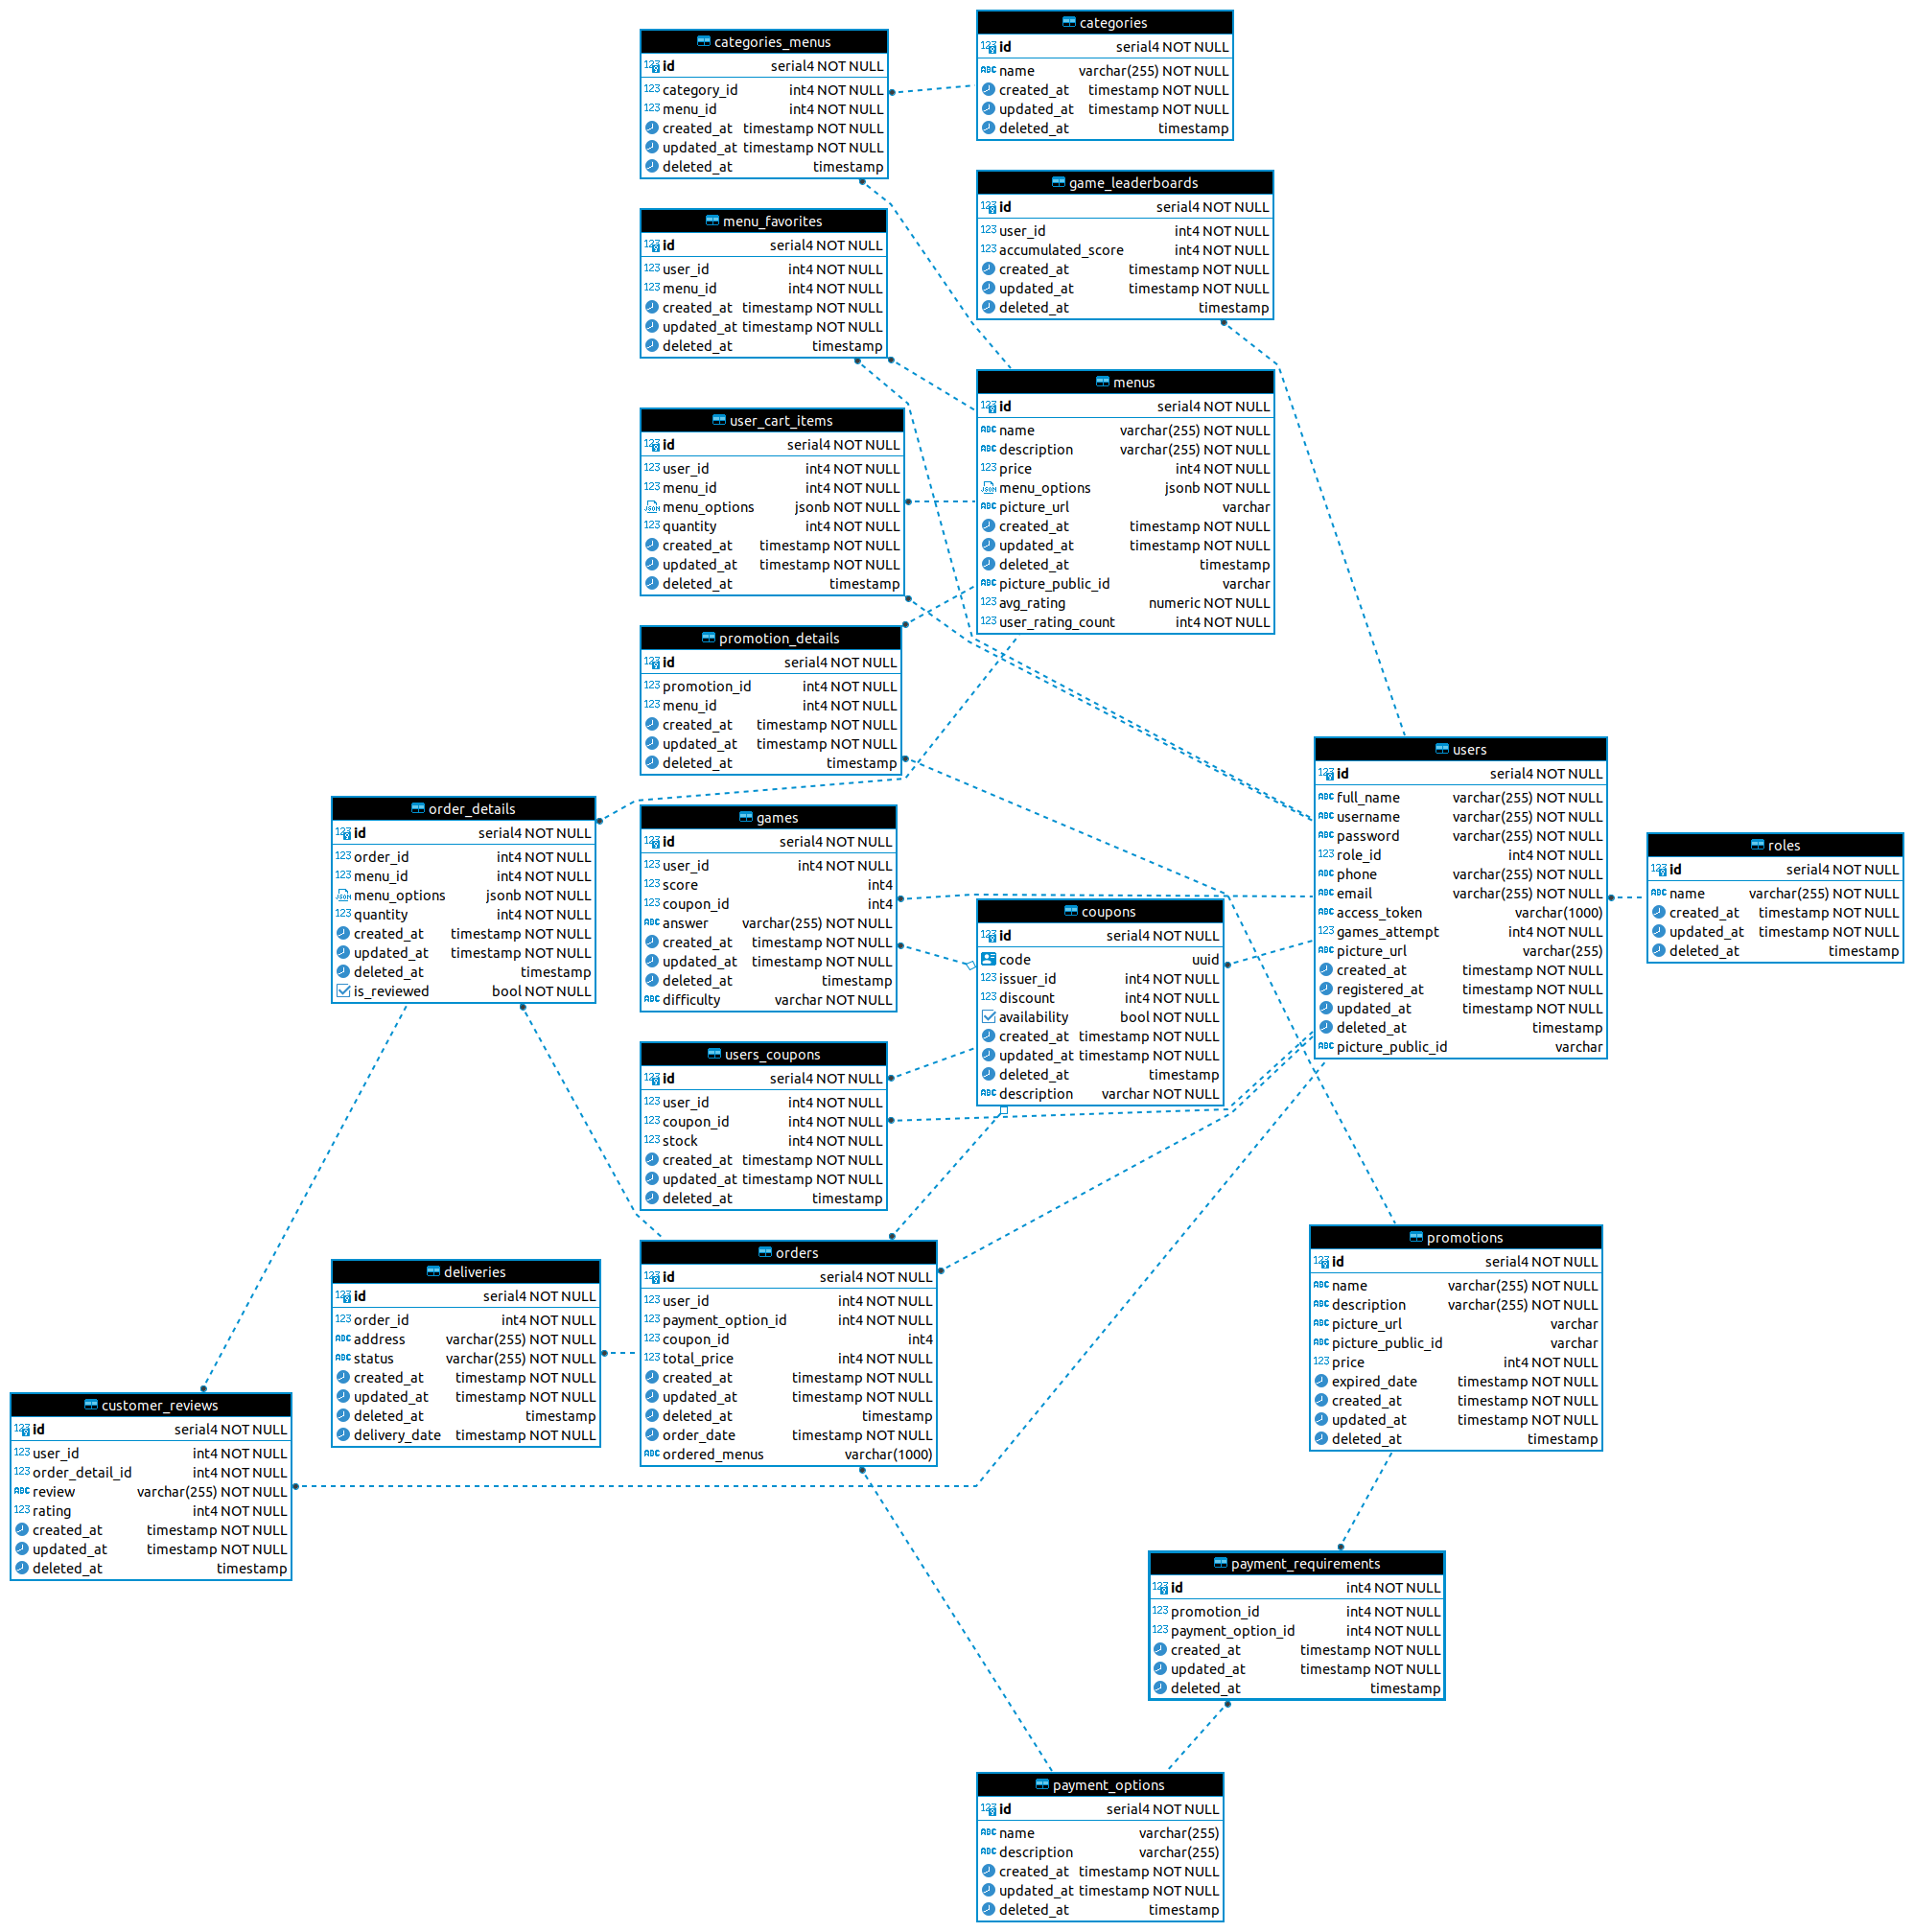 categories_menus
id serial4 NOT NULL
category_id int4 NOT NULL
menu_id int4 NOT NULL
created_at timestamp NOT NULL
updated_at timestamp NOT NULL
deleted_at timestamp
categories
id serial4 NOT NULL
name varchar(255) NOT NULL
created_at timestamp NOT NULL
updated_at timestamp NOT NULL
deleted_at timestamp
menu_favorites
id serial4 NOT NULL
user_id int4 NOT NULL
menu_id int4 NOT NULL
created_at timestamp NOT NULL
updated_at timestamp NOT NULL
deleted_at timestamp
game_leaderboards
id serial4 NOT NULL
user_id int4 NOT NULL
accumulated_score int4 NOT NULL
created_at timestamp NOT NULL
updated_at timestamp NOT NULL
deleted_at timestamp
user_cart_items
id serial4 NOT NULL
user_id int4 NOT NULL
menu_id int4 NOT NULL
menu_options jsonb NOT NULL
quantity int4 NOT NULL
created_at timestamp NOT NULL
updated_at timestamp NOT NULL
deleted_at timestamp
menus
id serial4 NOT NULL
name varchar(255) NOT NULL
description varchar(255) NOT NULL
price int4 NOT NULL
menu_options jsonb NOT NULL
picture_url varchar
created_at timestamp NOT NULL
updated_at timestamp NOT NULL
deleted_at timestamp
picture_public_id varchar
avg_rating numeric NOT NULL
user_rating_count int4 NOT NULL
promotion_details
id serial4 NOT NULL
promotion_id int4 NOT NULL
menu_id int4 NOT NULL
created_at timestamp NOT NULL
updated_at timestamp NOT NULL
deleted_at timestamp
users
id serial4 NOT NULL
full_name varchar(255) NOT NULL
username varchar(255) NOT NULL
password varchar(255) NOT NULL
role_id int4 NOT NULL
phone varchar(255) NOT NULL
email varchar(255) NOT NULL
access_token varchar(1000)
games_attempt int4 NOT NULL
picture_url varchar(255)
created_at timestamp NOT NULL
registered_at timestamp NOT NULL
updated_at timestamp NOT NULL
deleted_at timestamp
picture_public_id varchar
roles
id serial4 NOT NULL
name varchar(255) NOT NULL
created_at timestamp NOT NULL
updated_at timestamp NOT NULL
deleted_at timestamp
order_details
id serial4 NOT NULL
order_id int4 NOT NULL
menu_id int4 NOT NULL
menu_options jsonb NOT NULL
quantity int4 NOT NULL
created_at timestamp NOT NULL
updated_at timestamp NOT NULL
deleted_at timestamp
is_reviewed bool NOT NULL
games
id serial4 NOT NULL
user_id int4 NOT NULL
score int4
coupon_id int4
answer varchar(255) NOT NULL
created_at timestamp NOT NULL
updated_at timestamp NOT NULL
deleted_at timestamp
difficulty varchar NOT NULL
coupons
id serial4 NOT NULL
code uuid
issuer_id int4 NOT NULL
discount int4 NOT NULL
availability bool NOT NULL
created_at timestamp NOT NULL
updated_at timestamp NOT NULL
deleted_at timestamp
description varchar NOT NULL
users_coupons
id serial4 NOT NULL
user_id int4 NOT NULL
coupon_id int4 NOT NULL
stock int4 NOT NULL
created_at timestamp NOT NULL
updated_at timestamp NOT NULL
deleted_at timestamp
deliveries
id serial4 NOT NULL
order_id int4 NOT NULL
address varchar(255) NOT NULL
status varchar(255) NOT NULL
created_at timestamp NOT NULL
updated_at timestamp NOT NULL
deleted_at timestamp
delivery_date timestamp NOT NULL
orders
id serial4 NOT NULL
user_id int4 NOT NULL
payment_option_id int4 NOT NULL
coupon_id int4
total_price int4 NOT NULL
created_at timestamp NOT NULL
updated_at timestamp NOT NULL
deleted_at timestamp
order_date timestamp NOT NULL
ordered_menus varchar(1000)
promotions
id serial4 NOT NULL
name varchar(255) NOT NULL
description varchar(255) NOT NULL
picture_url varchar
picture_public_id varchar
price int4 NOT NULL
expired_date timestamp NOT NULL
created_at timestamp NOT NULL
updated_at timestamp NOT NULL
deleted_at timestamp
customer_reviews
id serial4 NOT NULL
user_id int4 NOT NULL
order_detail_id int4 NOT NULL
review varchar(255) NOT NULL
rating int4 NOT NULL
created_at timestamp NOT NULL
updated_at timestamp NOT NULL
deleted_at timestamp
payment_requirements
id int4 NOT NULL
promotion_id int4 NOT NULL
payment_option_id int4 NOT NULL
created_at timestamp NOT NULL
updated_at timestamp NOT NULL
deleted_at timestamp
payment_options
id serial4 NOT NULL
name varchar(255)
description varchar(255)
created_at timestamp NOT NULL
updated_at timestamp NOT NULL
deleted_at timestamp